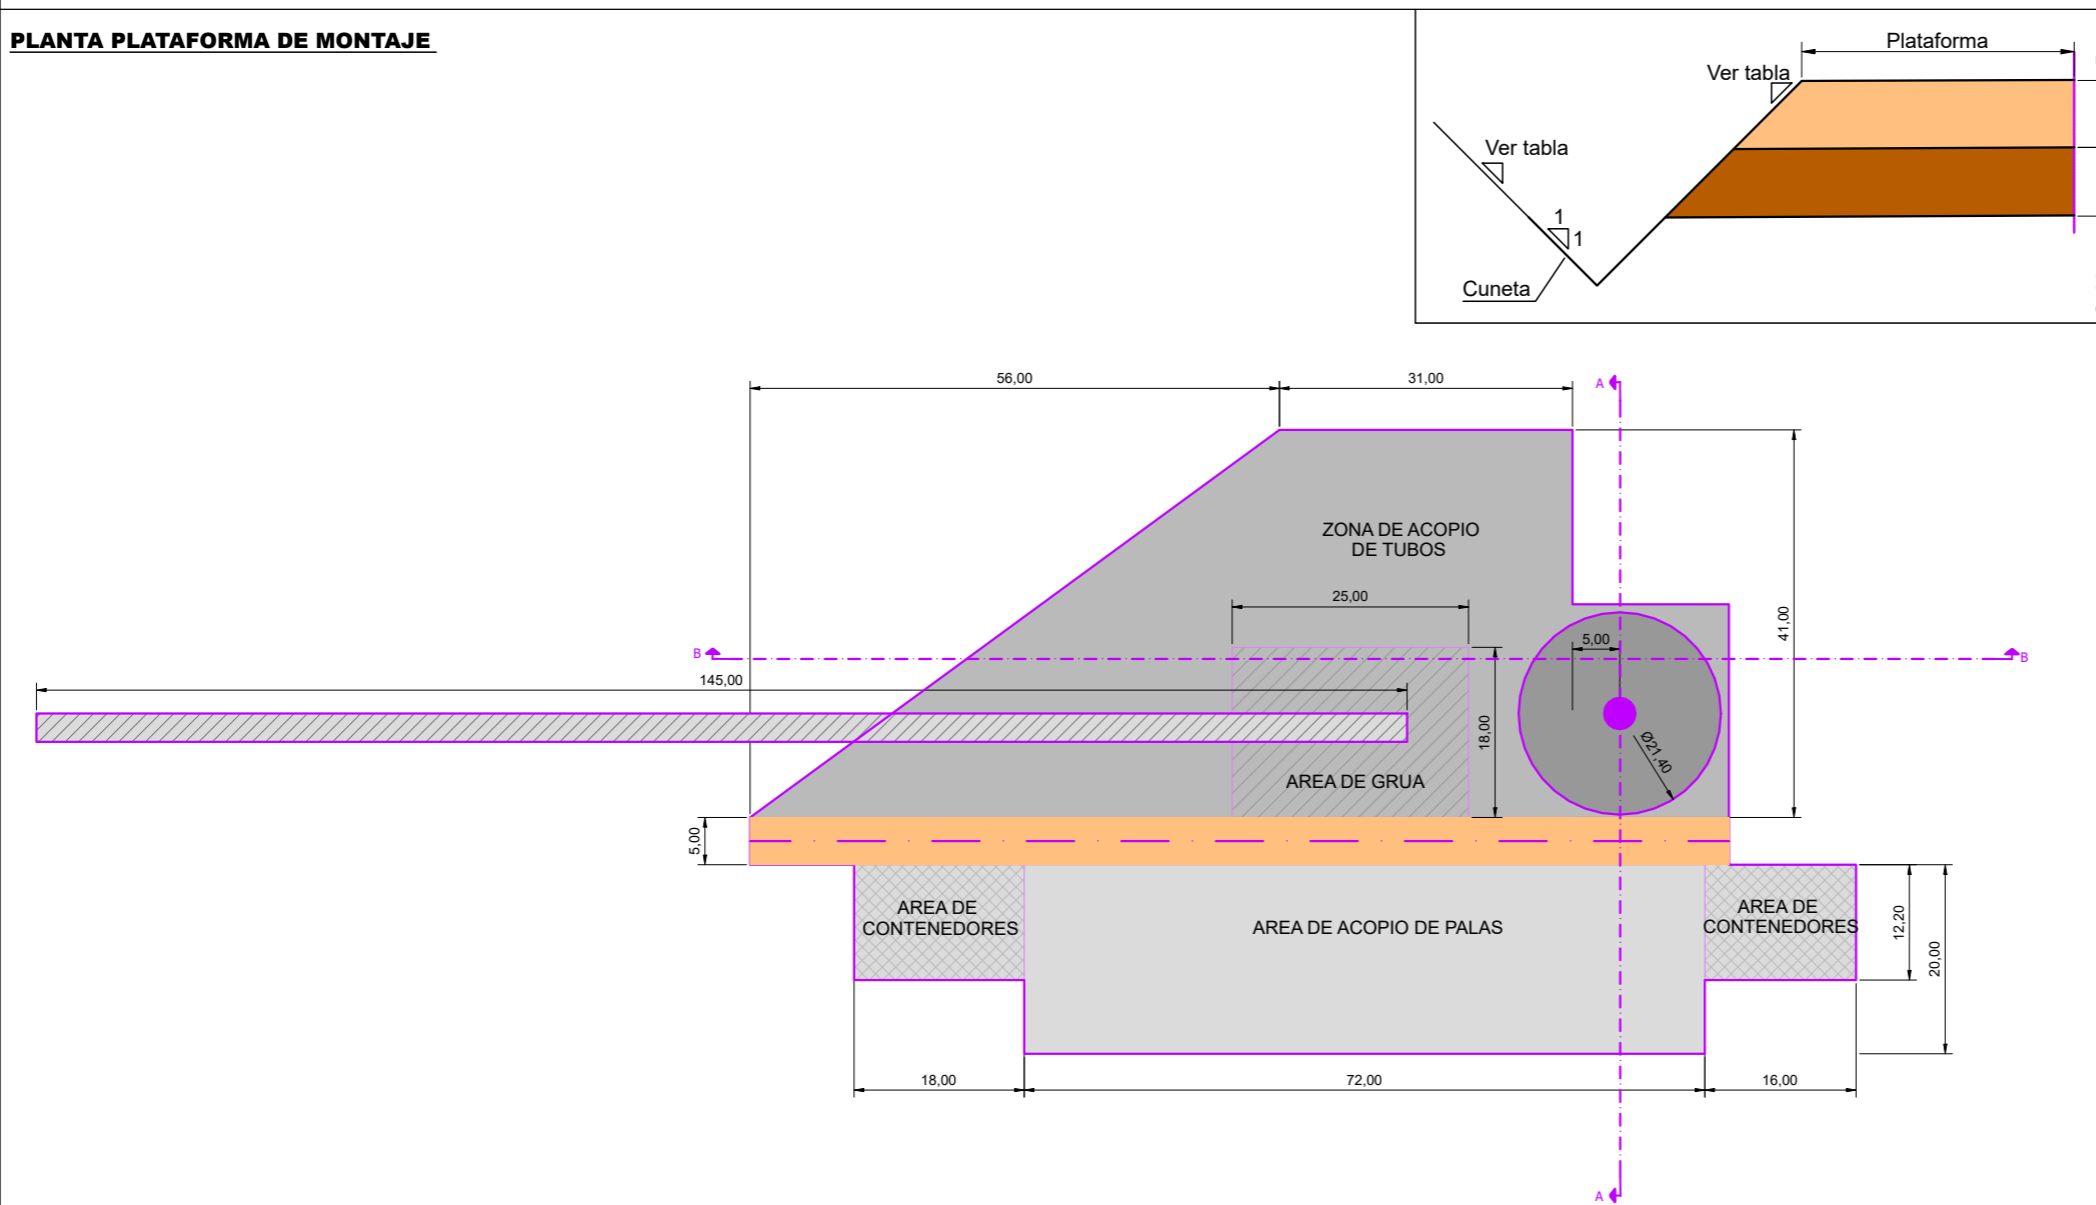 PLANTA PLATAFORMA DE MONTAJE
Plataforma
Ver tabla
Ver tabla
1
1
Cuneta
56,00
31,00
A
ZONA DE ACOPIO
DE TUBOS
25,00
41,00
5,00
B
B
145,00
18,00
Ø21,40
AREA DE GRUA
5,00
AREA DE
CONTENEDORES
AREA DE ACOPIO DE PALAS
AREA DE
CONTENEDORES
12,20
20,00
18,00
72,00
16,00
A